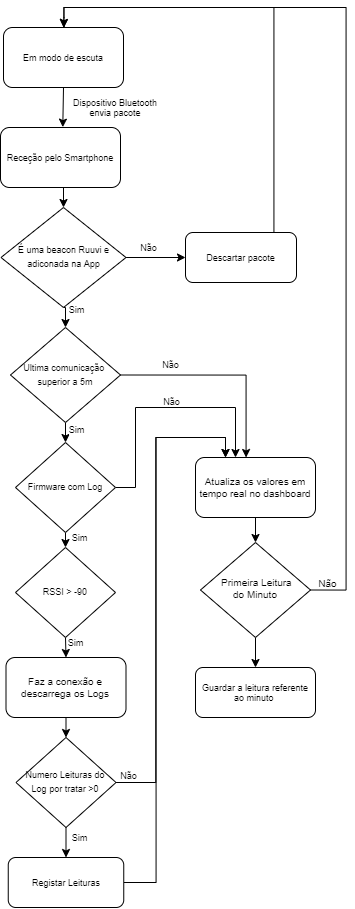 Em modo de escuta
Dispositivo Bluetooth
envia pacote
Receção pelo Smartphone
É uma beacon Ruuvi e
adiconada na App
Não
Descartar pacote
Sim
Ultima comunicação
superior a 5m
Não
Sim
Não
Firmware com Log
Atualiza os valores em
tempo real no dashboard
Sim
RSSI > -90
Primeira Leitura
do Minuto
Não
Sim
Faz a conexão e
descarrega os Logs
Guardar a leitura referente
ao minuto
Numero Leituras do
Log por tratar >0
Não
Sim
Registar Leituras